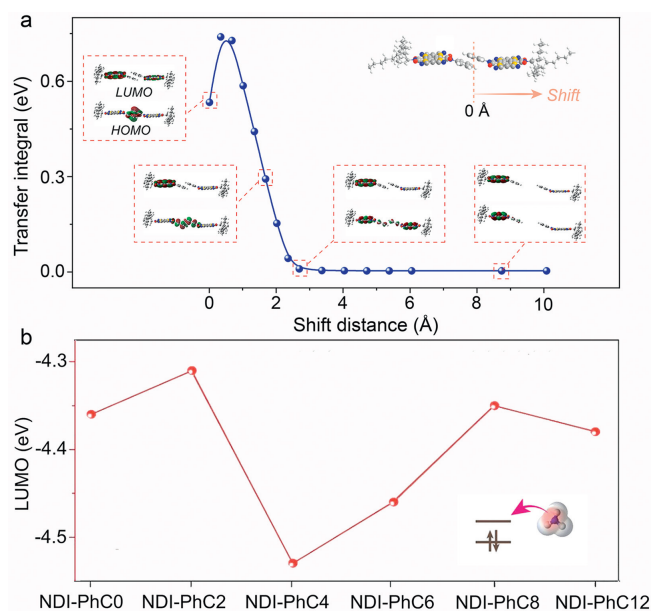 a
Transfer integral (eV)
0.6
0.3
0.0
LUMO
HOMO
0 Å
Shift
0
2
4
6
8
10
Shift distance (Å)
b
LUMO (eV)
-4.3
-4.4
-4.5
NDI-PhC0
NDI-PhC2
NDI-PhC4
NDI-PhC6
NDI-PhC8
NDI-PhC12